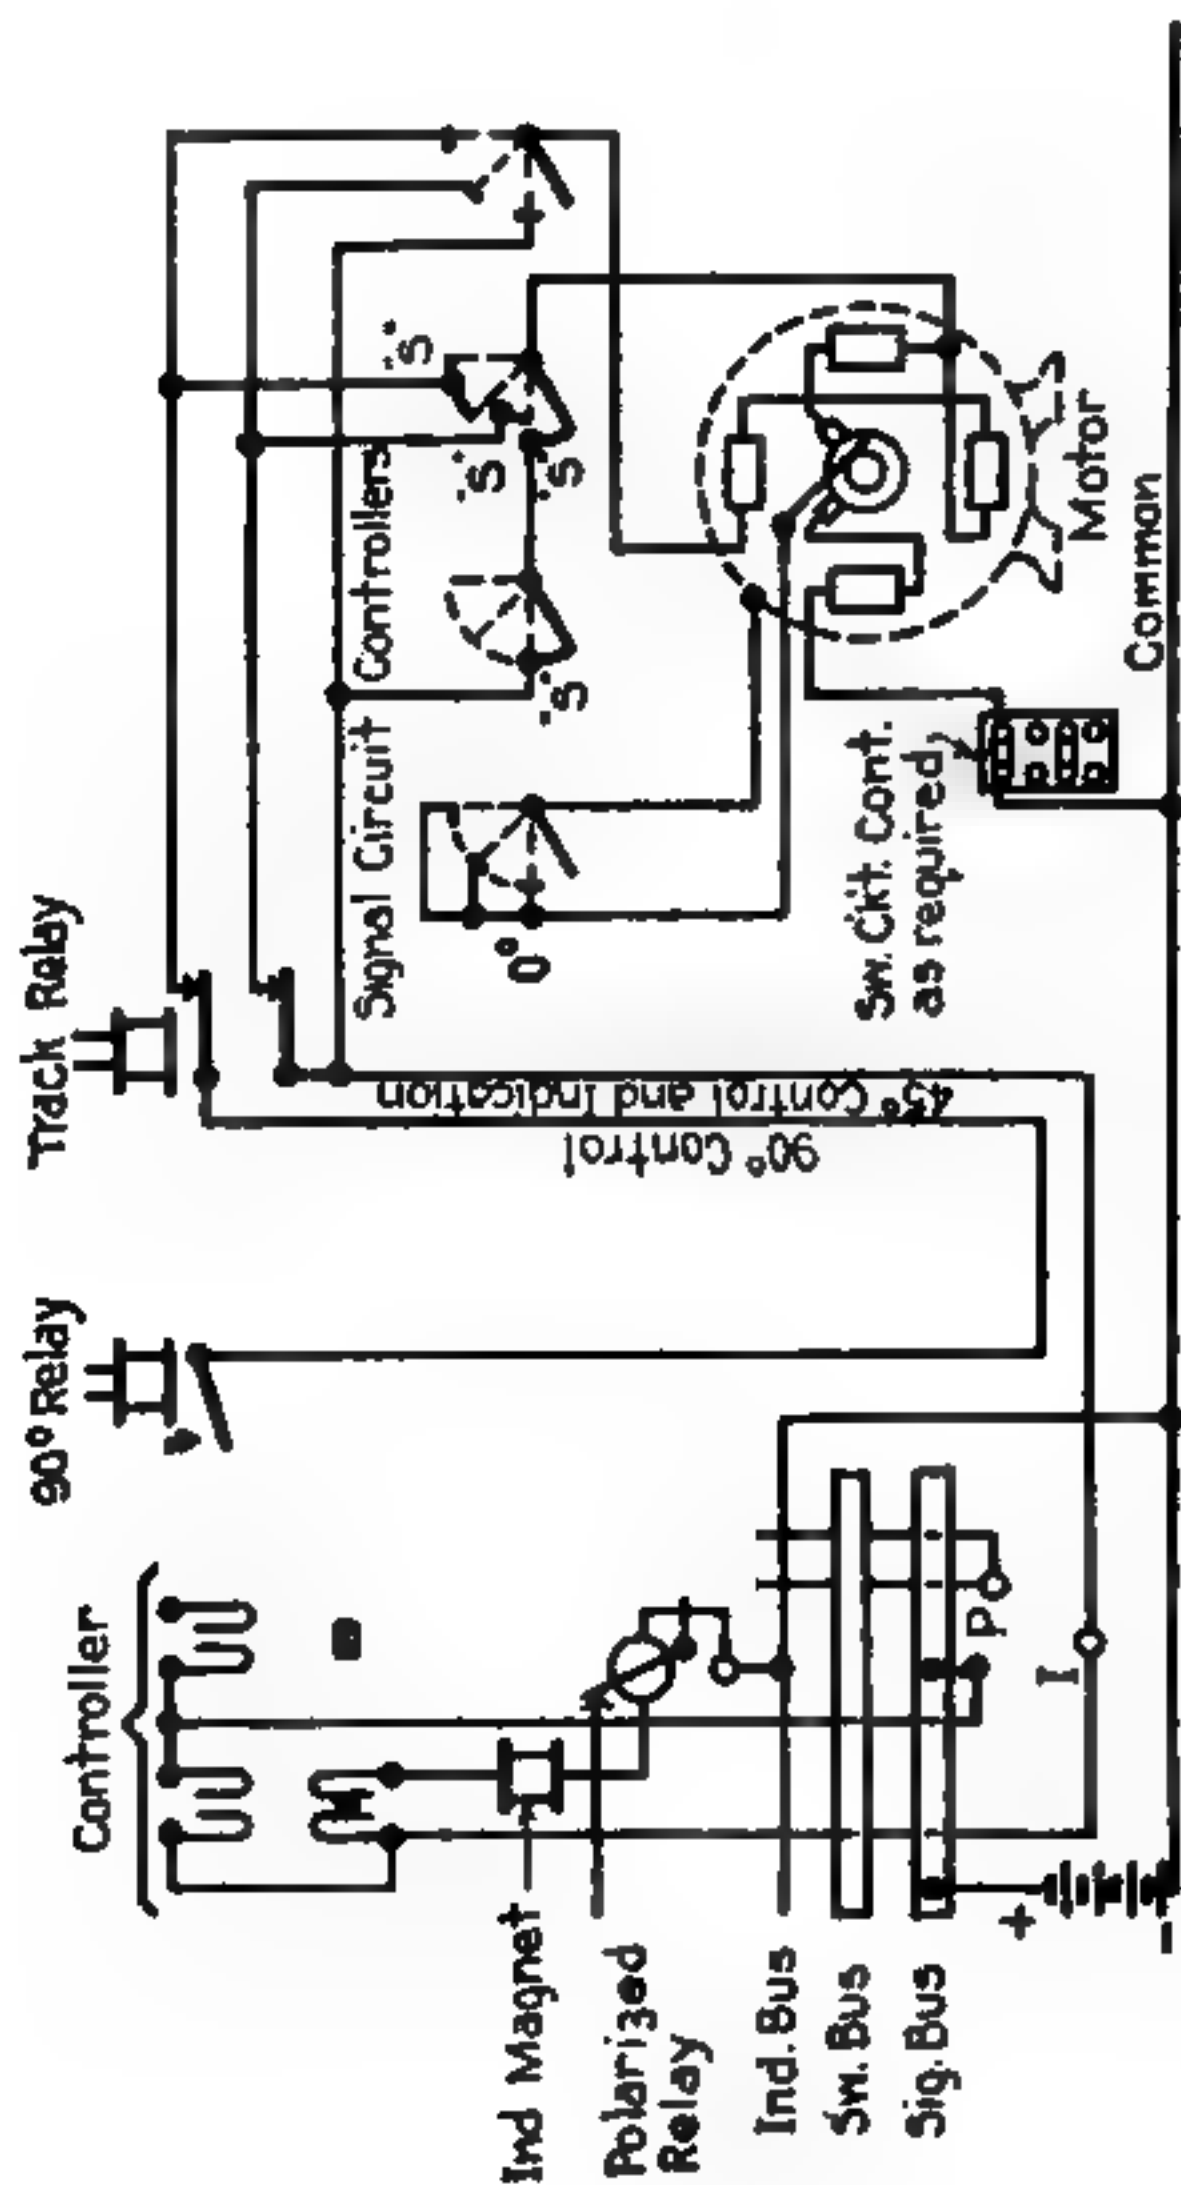 Track Relay
90° Relay
Controller
Signal Circuit Controllers
"S"
"S"
"S"
"S"
0°
Sw. Ckt. Cont.
as required
Motor
Comman
45° Control and Indication
90° Control
Ind Magnet
Polarized
Relay
Ind. Bus
Sw. Bus
Sig. Bus
M
P
I
+
-